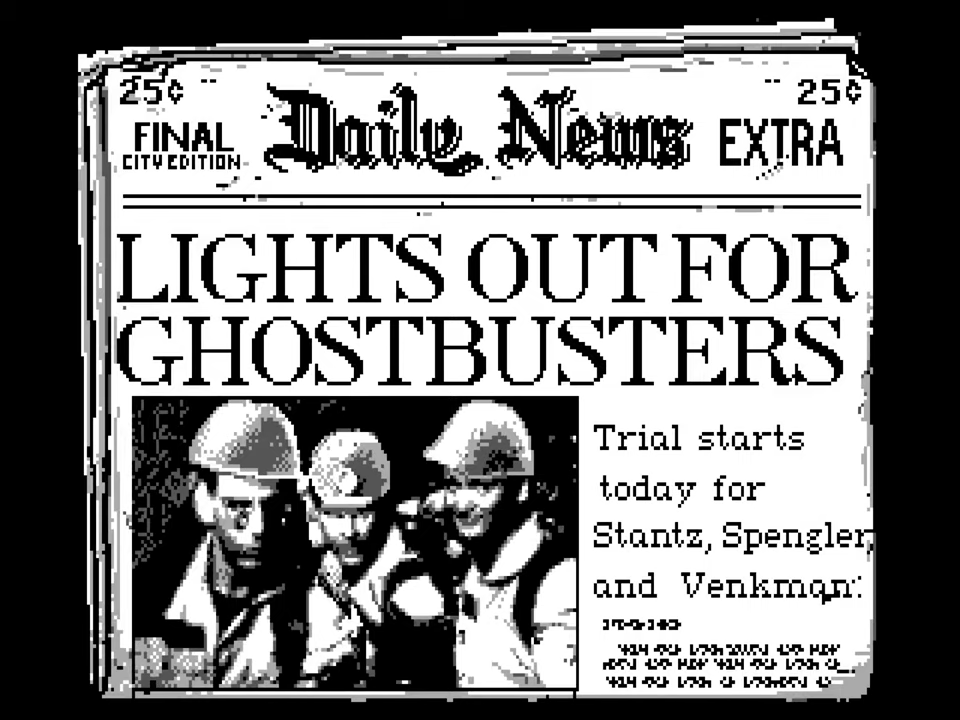 25¢ 25¢
FINAL Daily News EXTRA
CITY EDITION
LIGHTS OUT FOR
GHOSTBUSTERS
Trial starts
today for
Stantz, Spengler,
and Venkman.